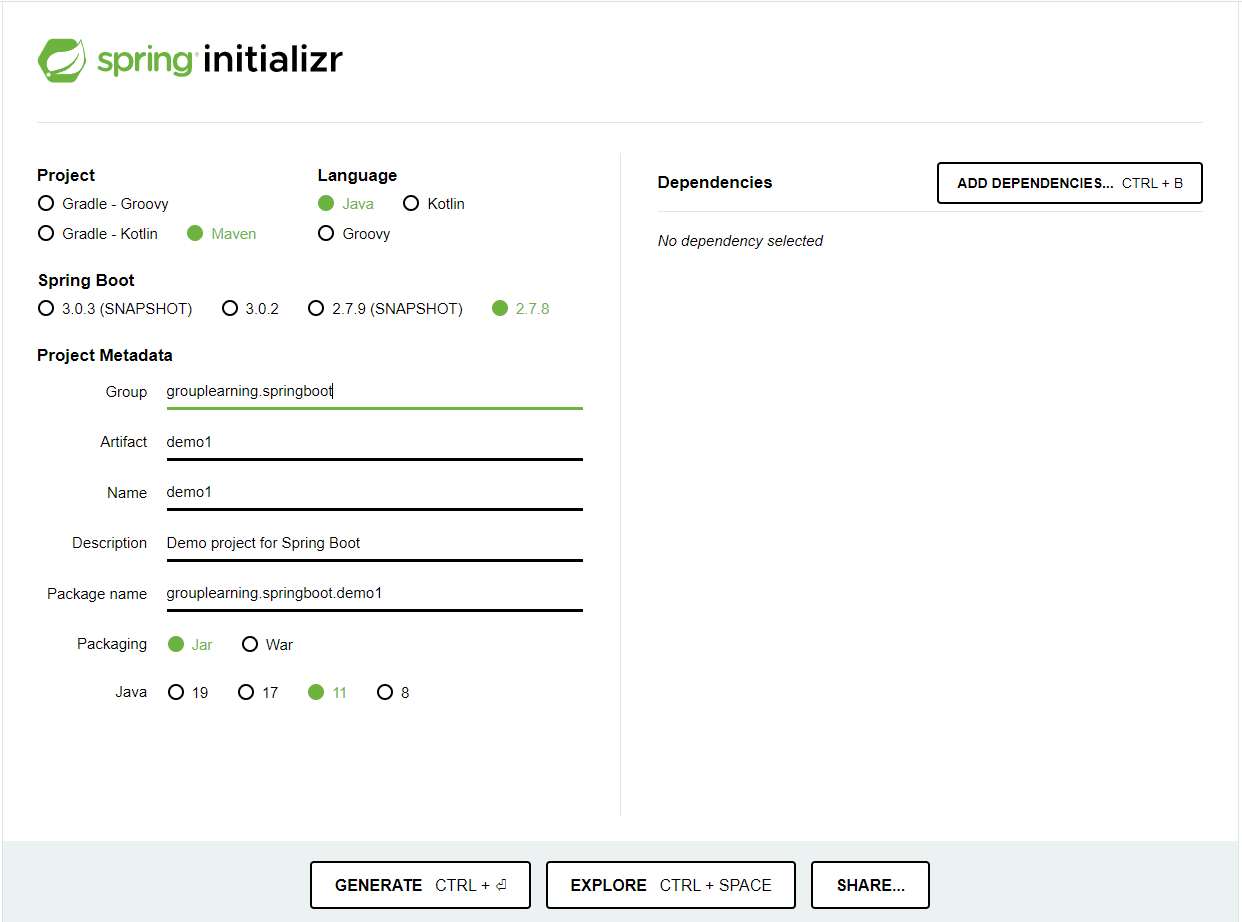 spring initializr
Project
Gradle - Groovy
Gradle - Kotlin Maven
Language
Java Kotlin
Groovy
Spring Boot
3.0.3 (SNAPSHOT) 3.0.2 2.7.9 (SNAPSHOT) 2.7.8
Project Metadata
Group grouplearning.springboot
Artifact demo1
Name demo1
Description Demo project for Spring Boot
Package name grouplearning.springboot.demo1
Packaging Jar War
Java 19 17 11 8
Dependencies ADD DEPENDENCIES... CTRL + B
No dependency selected
GENERATE CTRL + ⏎ EXPLORE CTRL + SPACE SHARE...